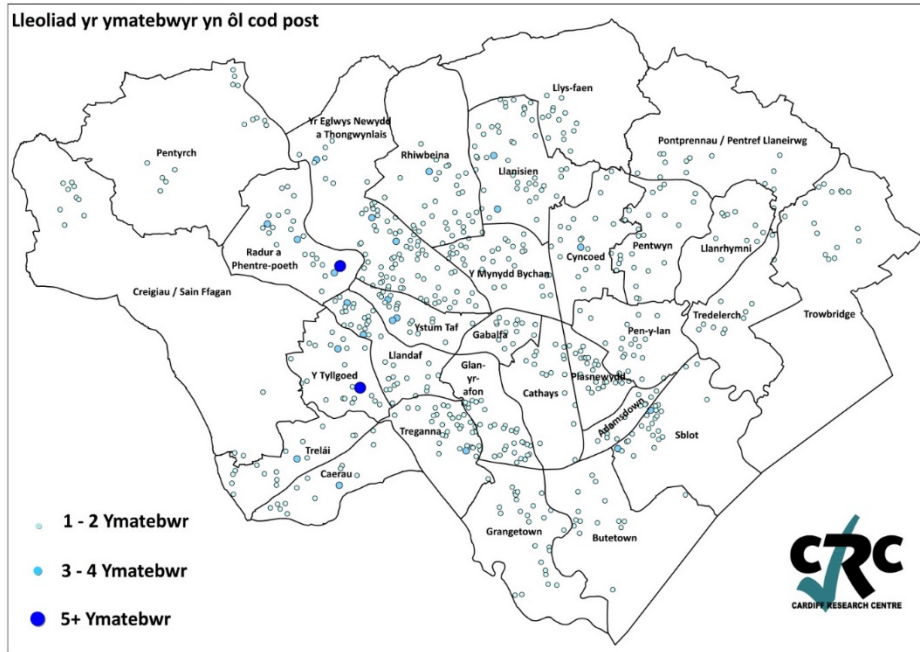 Lleoliad yr ymatebwyr yn ôl cod post
Llys-faen
Yr Eglwys Newydd
a Thongwynlais
Pentyrch
Rhiwbeina
Pontprennau / Pentref Llaneirwg
Llanisien
Radur a
Phentre-poeth
Y Mynydd Bychan
Cyncoed
Pentwyn
Llanrhymni
Creigiau / Sain Ffagan
Trowbridge
Ystum Taf
Gabalfa
Pen-y-lan
Tredelerch
Llandaf
Glan-
yr-
afon
Y Tyllgoed
Cathays
Plasnewydd
Adamsdown
Treganna
Sblot
Trelái
Caerau
Grangetown
Butetown
1 - 2 Ymatebwr
3 - 4 Ymatebwr
5+ Ymatebwr
CRC
CARDIFF RESEARCH CENTRE